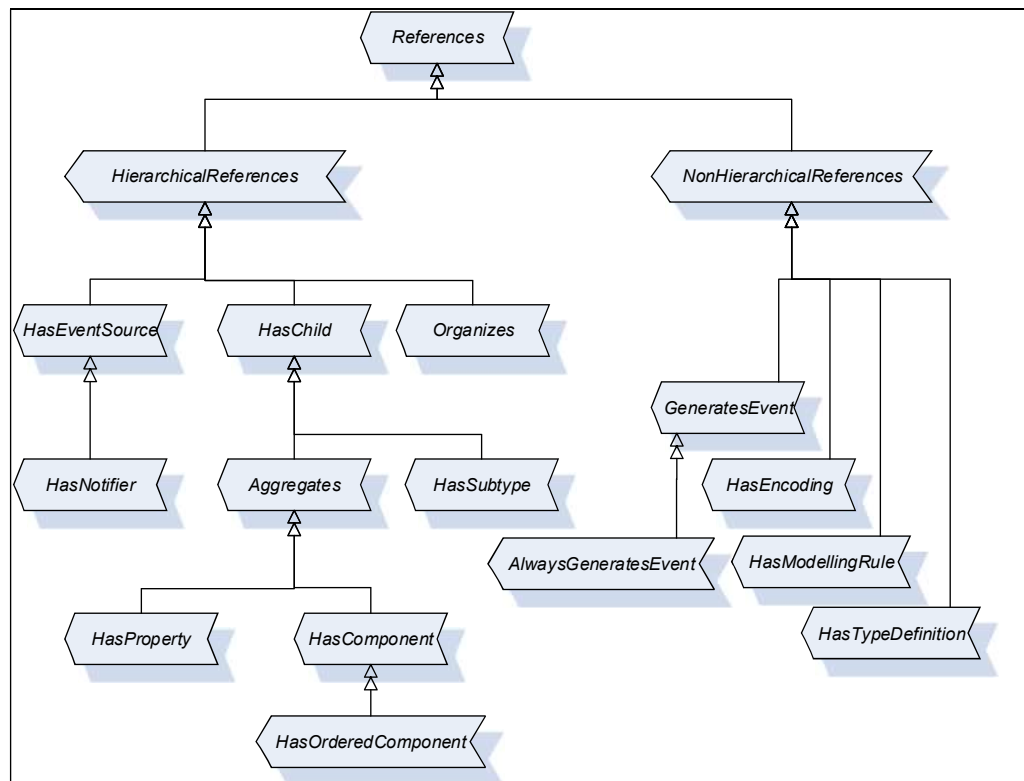 References
HierarchicalReferences
NonHierarchicalReferences
HasEventSource
HasChild
Organizes
GeneratesEvent
HasNotifier
Aggregates
HasSubtype
HasEncoding
AlwaysGeneratesEvent
HasModellingRule
HasProperty
HasComponent
HasTypeDefinition
HasOrderedComponent